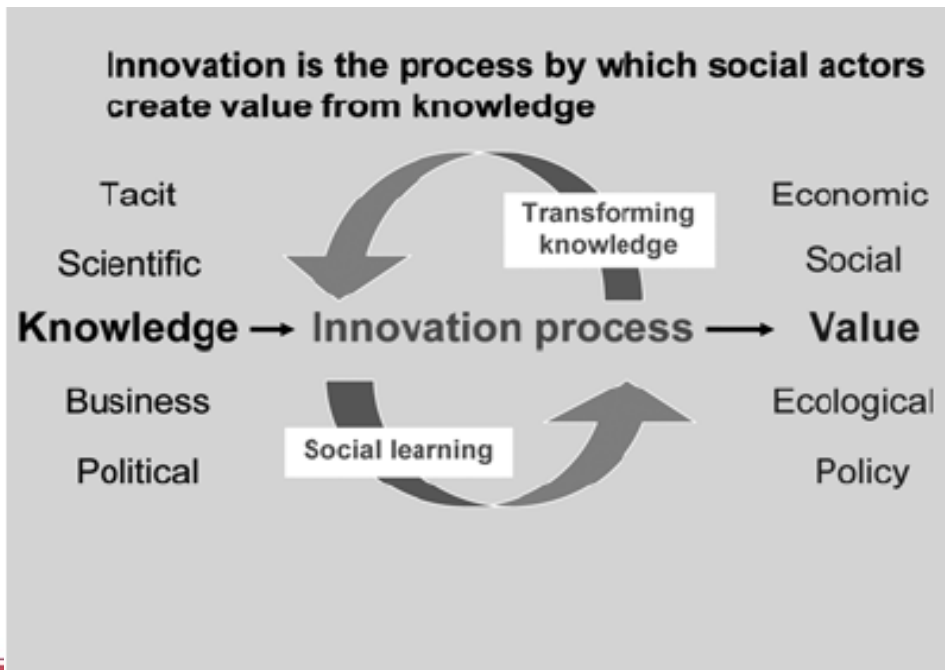 Innovation is the process by which social actors
create value from knowledge
Tacit
Scientific
Knowledge
Business
Political
Transforming
knowledge
Innovation process
Social learning
Economic
Social
Value
Ecological
Policy